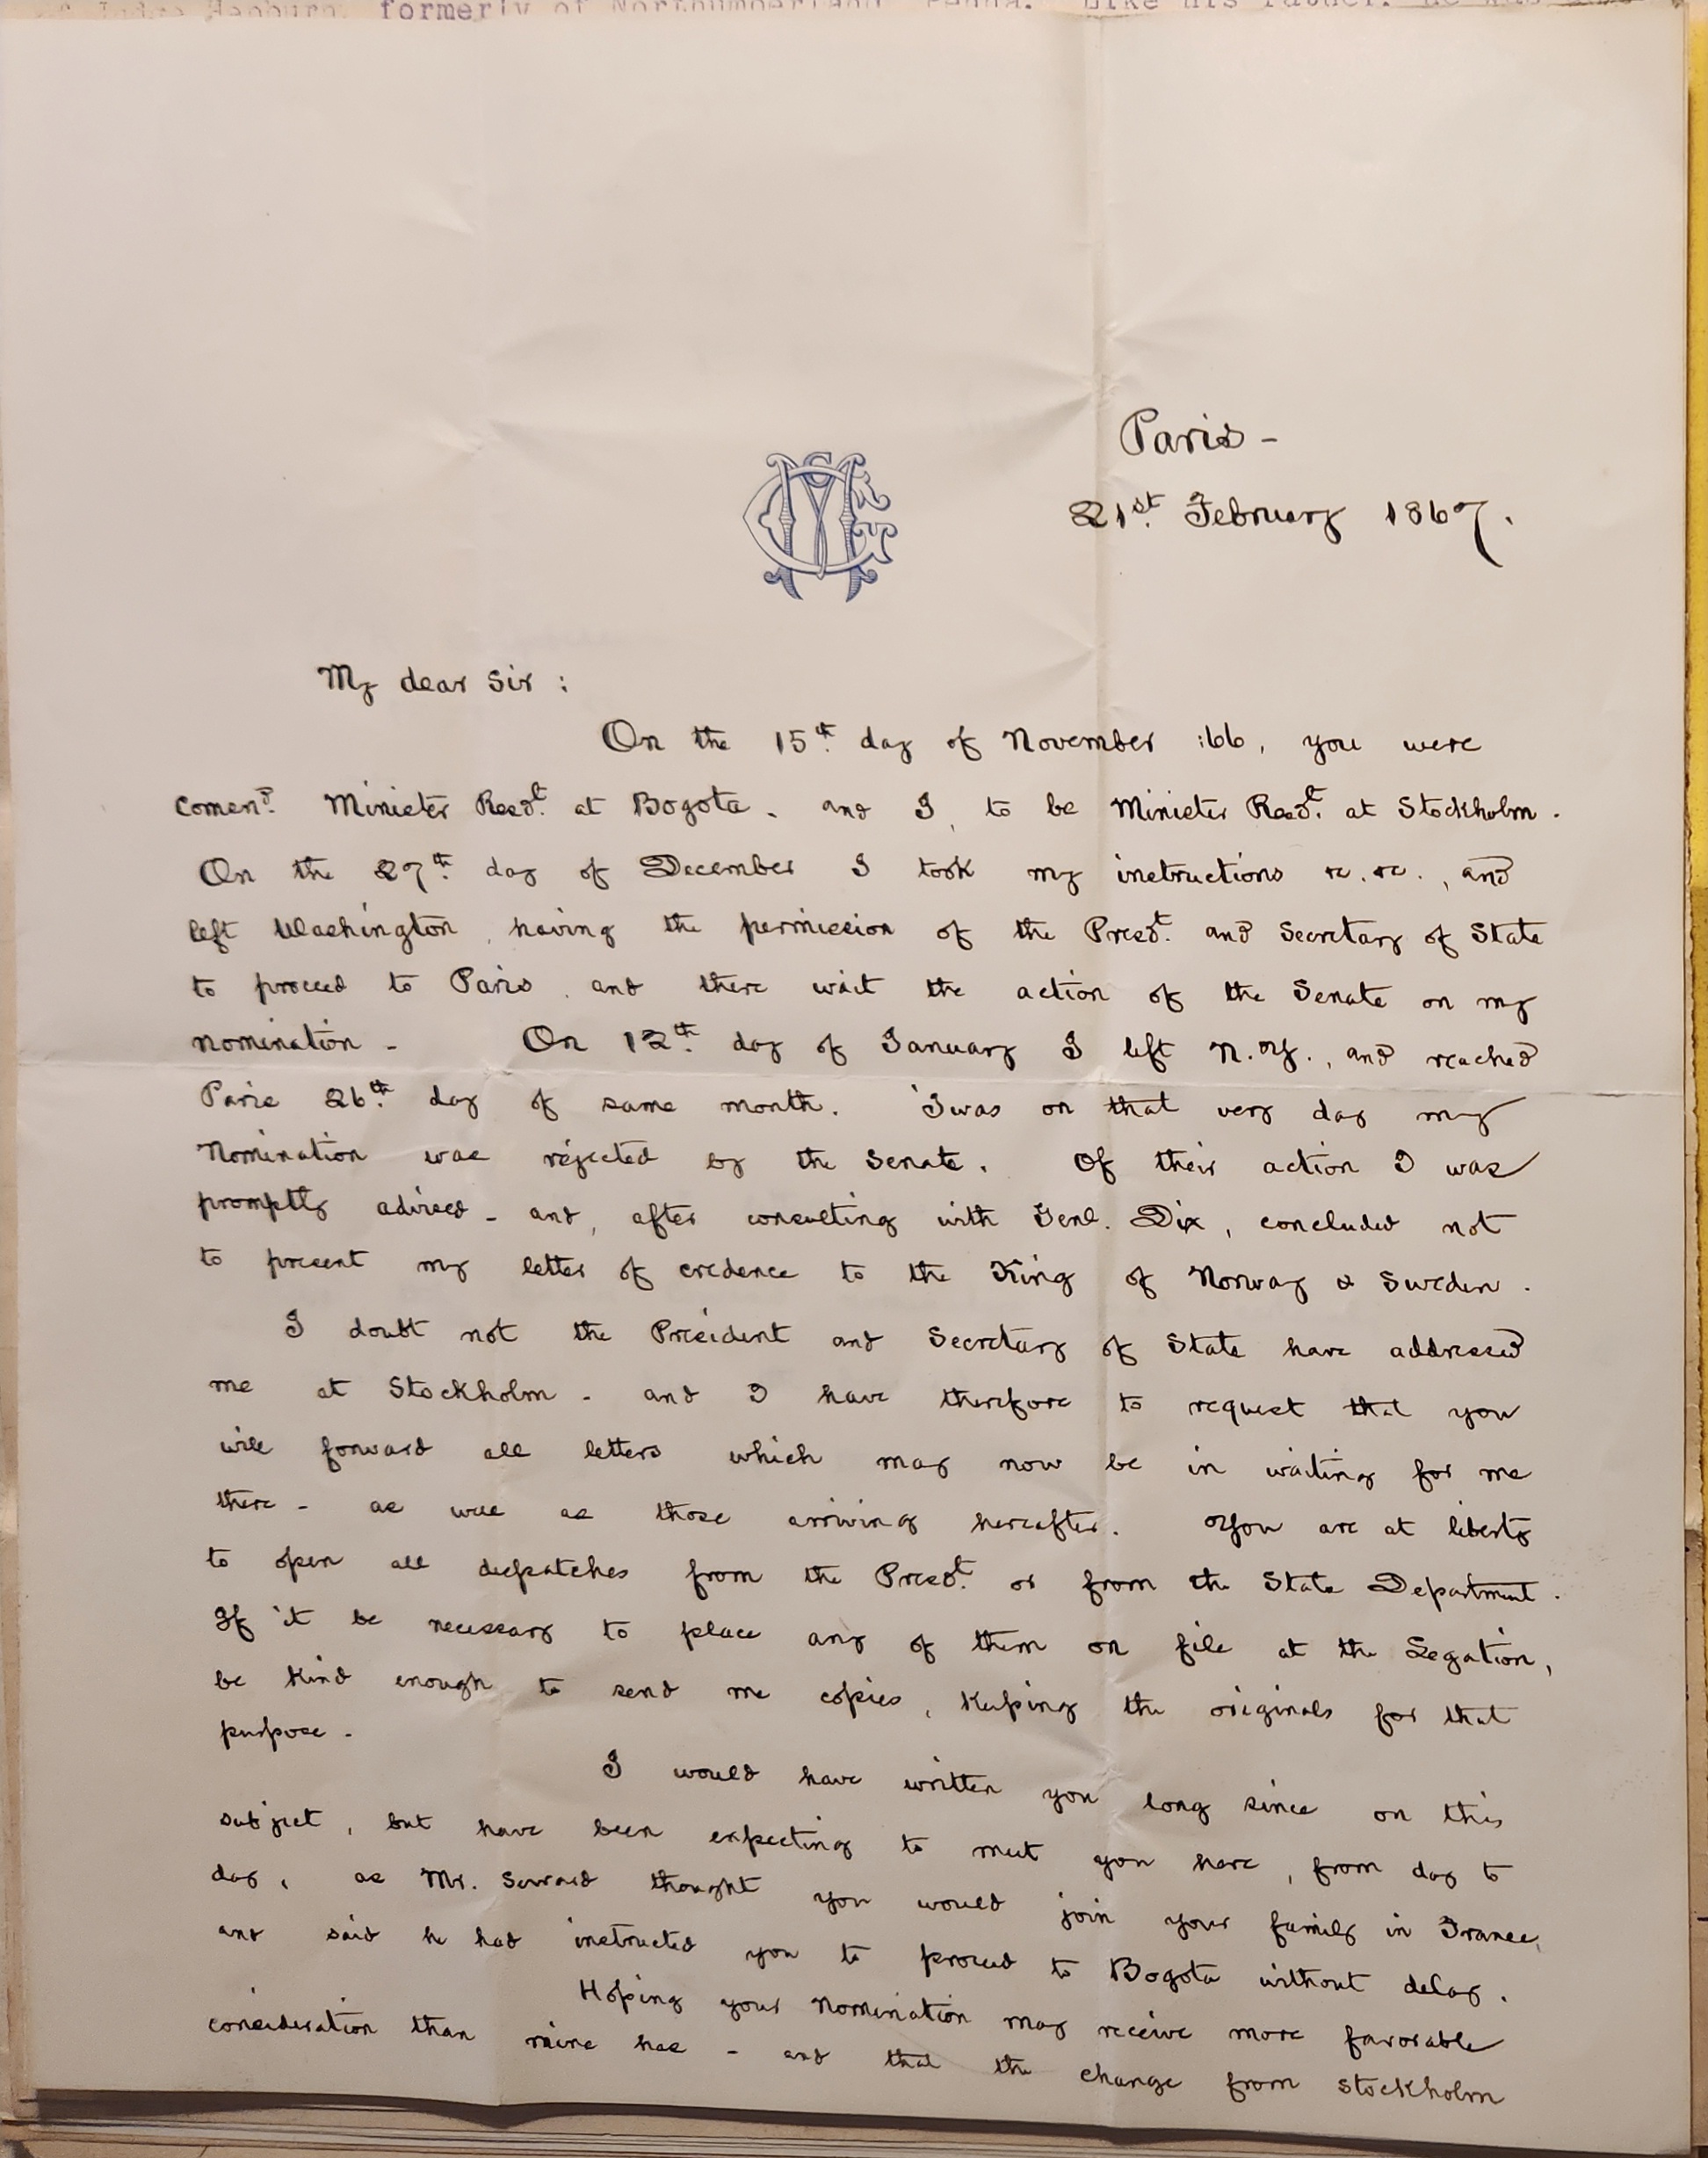 formerly of Northumberland, Penna. Like his father, he was
Paris -
21st. February 1867.
My dear Sir :
On the 15th. day of November :66, you were
Comend. Minister Resdt. at Bogota - and I, to be Minister Resdt. at Stockholm.
On the 27th. day of December I took my instructions &c. &c., and
left Washington, having the permission of the Presdt. and Secretary of State
to proceed to Paris, and there wait the action of the Senate on my
nomination - On 12th. day of January I left N.Y., and reached
Paris 26th. day of same month. 'Twas on that very day my
Nomination was rejected by the Senate. Of their action I was
promptly advised - and, after consulting with Genl. Dix, concluded not
to present my letter of credence to the King of Norway & Sweden.
I doubt not the President and Secretary of State have addressed
me at Stockholm - and I have therefore to request that you
will forward all letters which may now be in waiting for me
there - as well as those arriving hereafter. You are at liberty
to open all dispatches from the Presdt. or from the State Department.
If it be necessary to place any of them on file at the Legation,
be kind enough to send me copies, keeping the originals for that
purpose -
I would have written you long since on this
subject, but have been expecting to meet you here, from day to
day, as Mr. Seward thought you would join your family in France,
and said he had instructed you to proceed to Bogota without delay.
Hoping your nomination may receive more favorable
consideration than mine has - and that the change from Stockholm